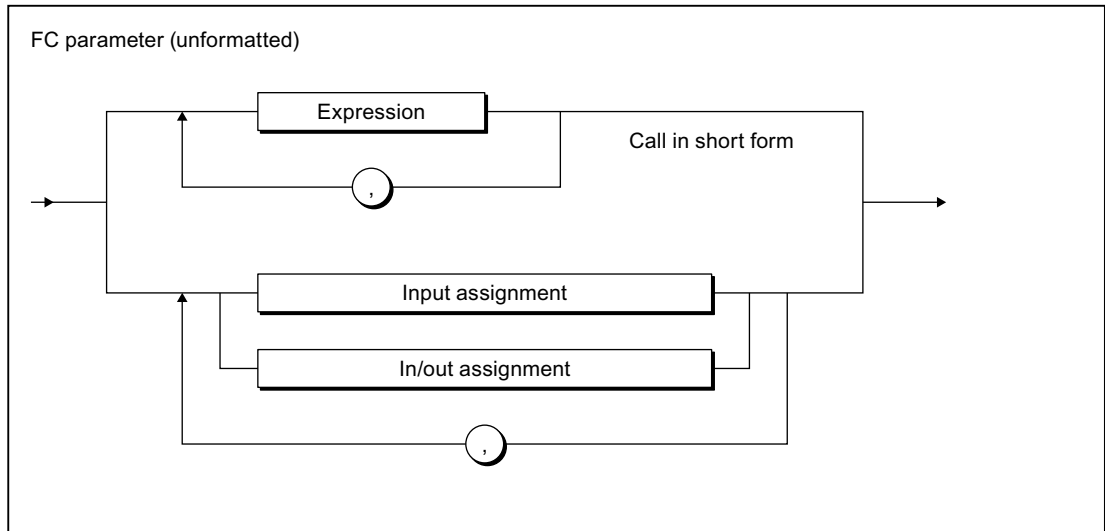 FC parameter (unformatted)
Expression
Call in short form
,
Input assignment
In/out assignment
,